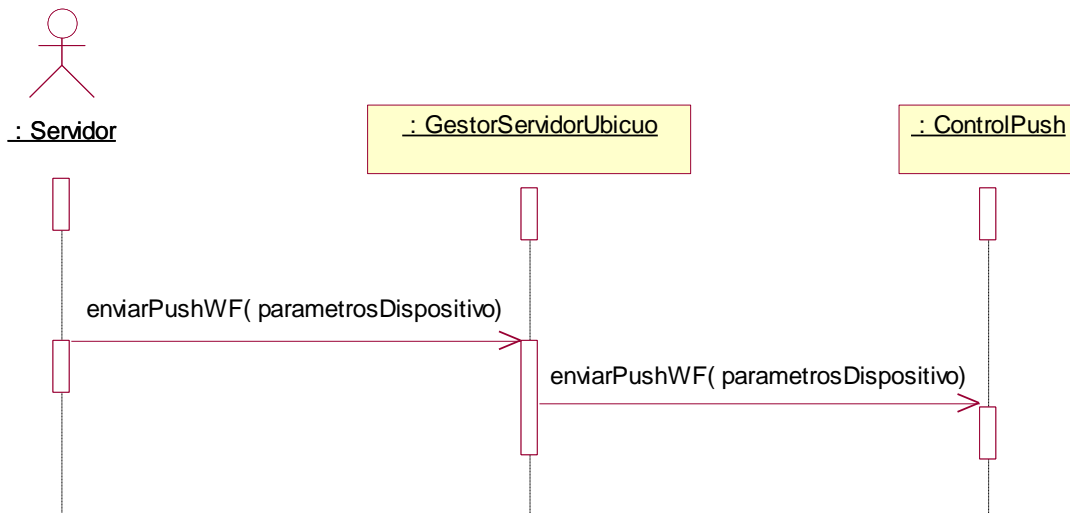 : Servidor
: GestorServidorUbicuo
: ControlPush
enviarPushWF( parametrosDispositivo)
enviarPushWF( parametrosDispositivo)